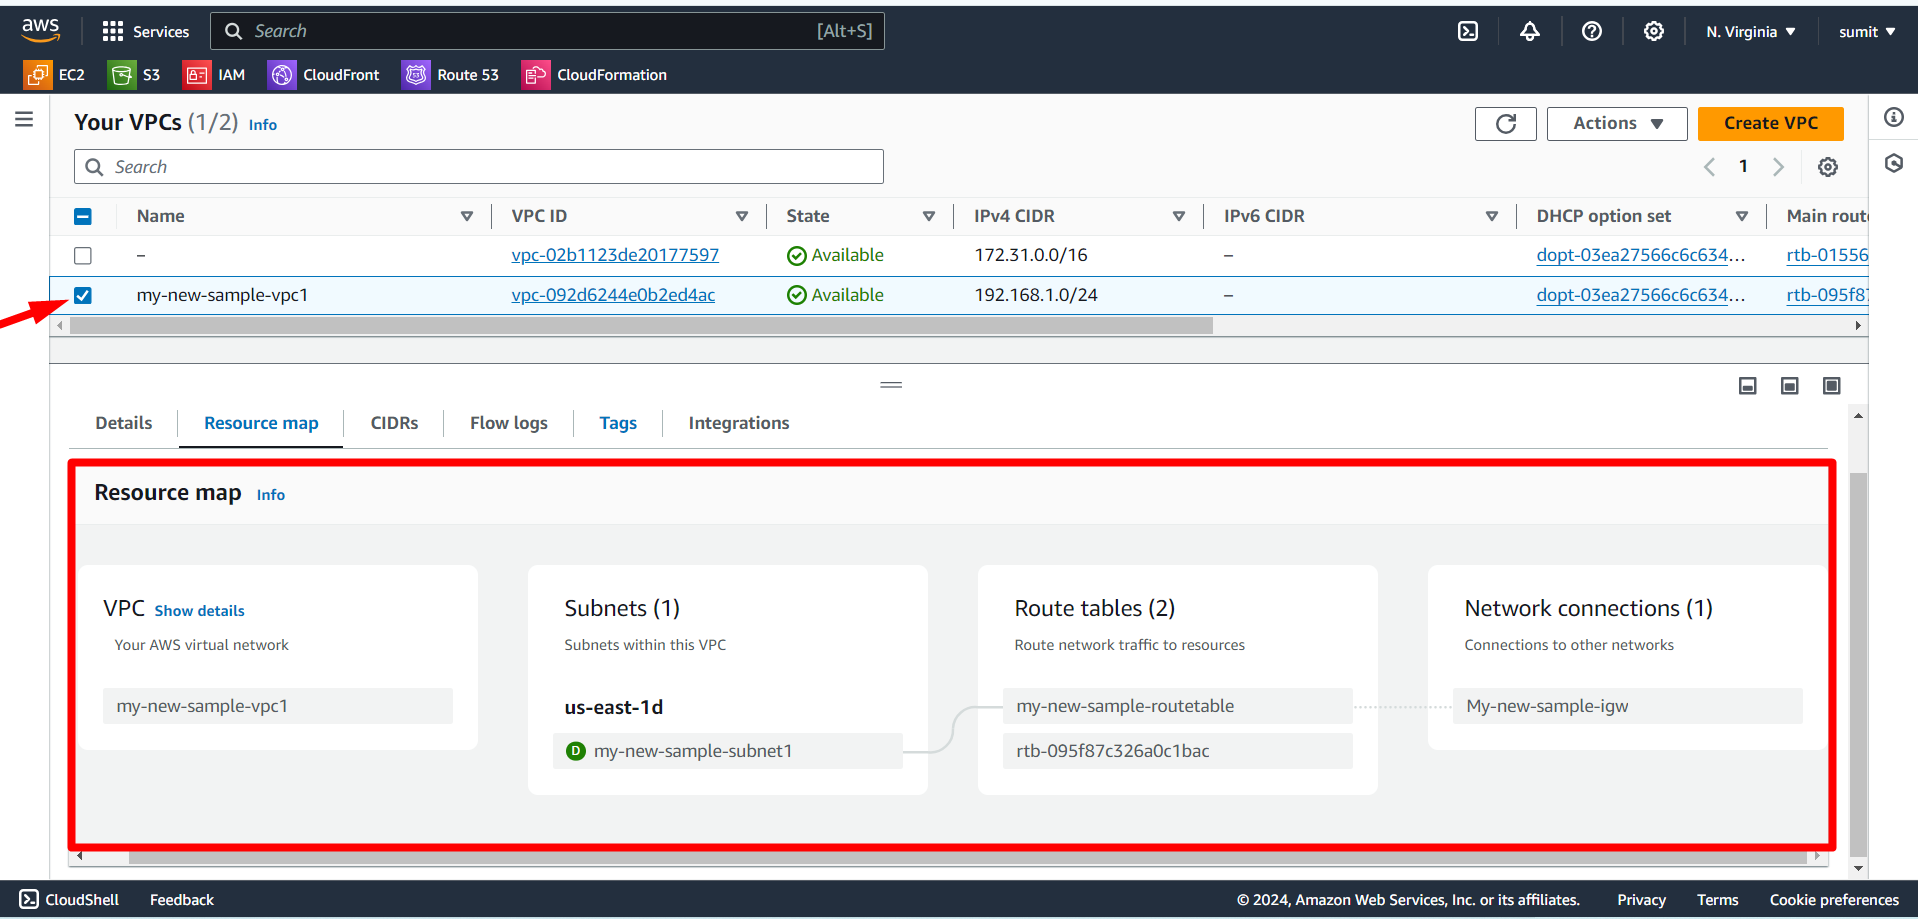 aws Services Search [Alt+S] N. Virginia sumit
EC2 S3 IAM CloudFront Route 53 CloudFormation
Your VPCs (1/2) Info Actions Create VPC
Search 1
Name VPC ID State IPv4 CIDR IPv6 CIDR DHCP option set Main rout
– vpc-02b1123de20177597 Available 172.31.0.0/16 – dopt-03ea27566c6c634... rtb-01556
my-new-sample-vpc1 vpc-092d6244e0b2ed4ac Available 192.168.1.0/24 – dopt-03ea27566c6c634... rtb-095f87
Details Resource map CIDRs Flow logs Tags Integrations
Resource map Info
VPC Show details
Your AWS virtual network
my-new-sample-vpc1
Subnets (1)
Subnets within this VPC
us-east-1d
D my-new-sample-subnet1
Route tables (2)
Route network traffic to resources
my-new-sample-routetable
rtb-095f87c326a0c1bac
Network connections (1)
Connections to other networks
My-new-sample-igw
CloudShell Feedback © 2024, Amazon Web Services, Inc. or its affiliates. Privacy Terms Cookie preferences